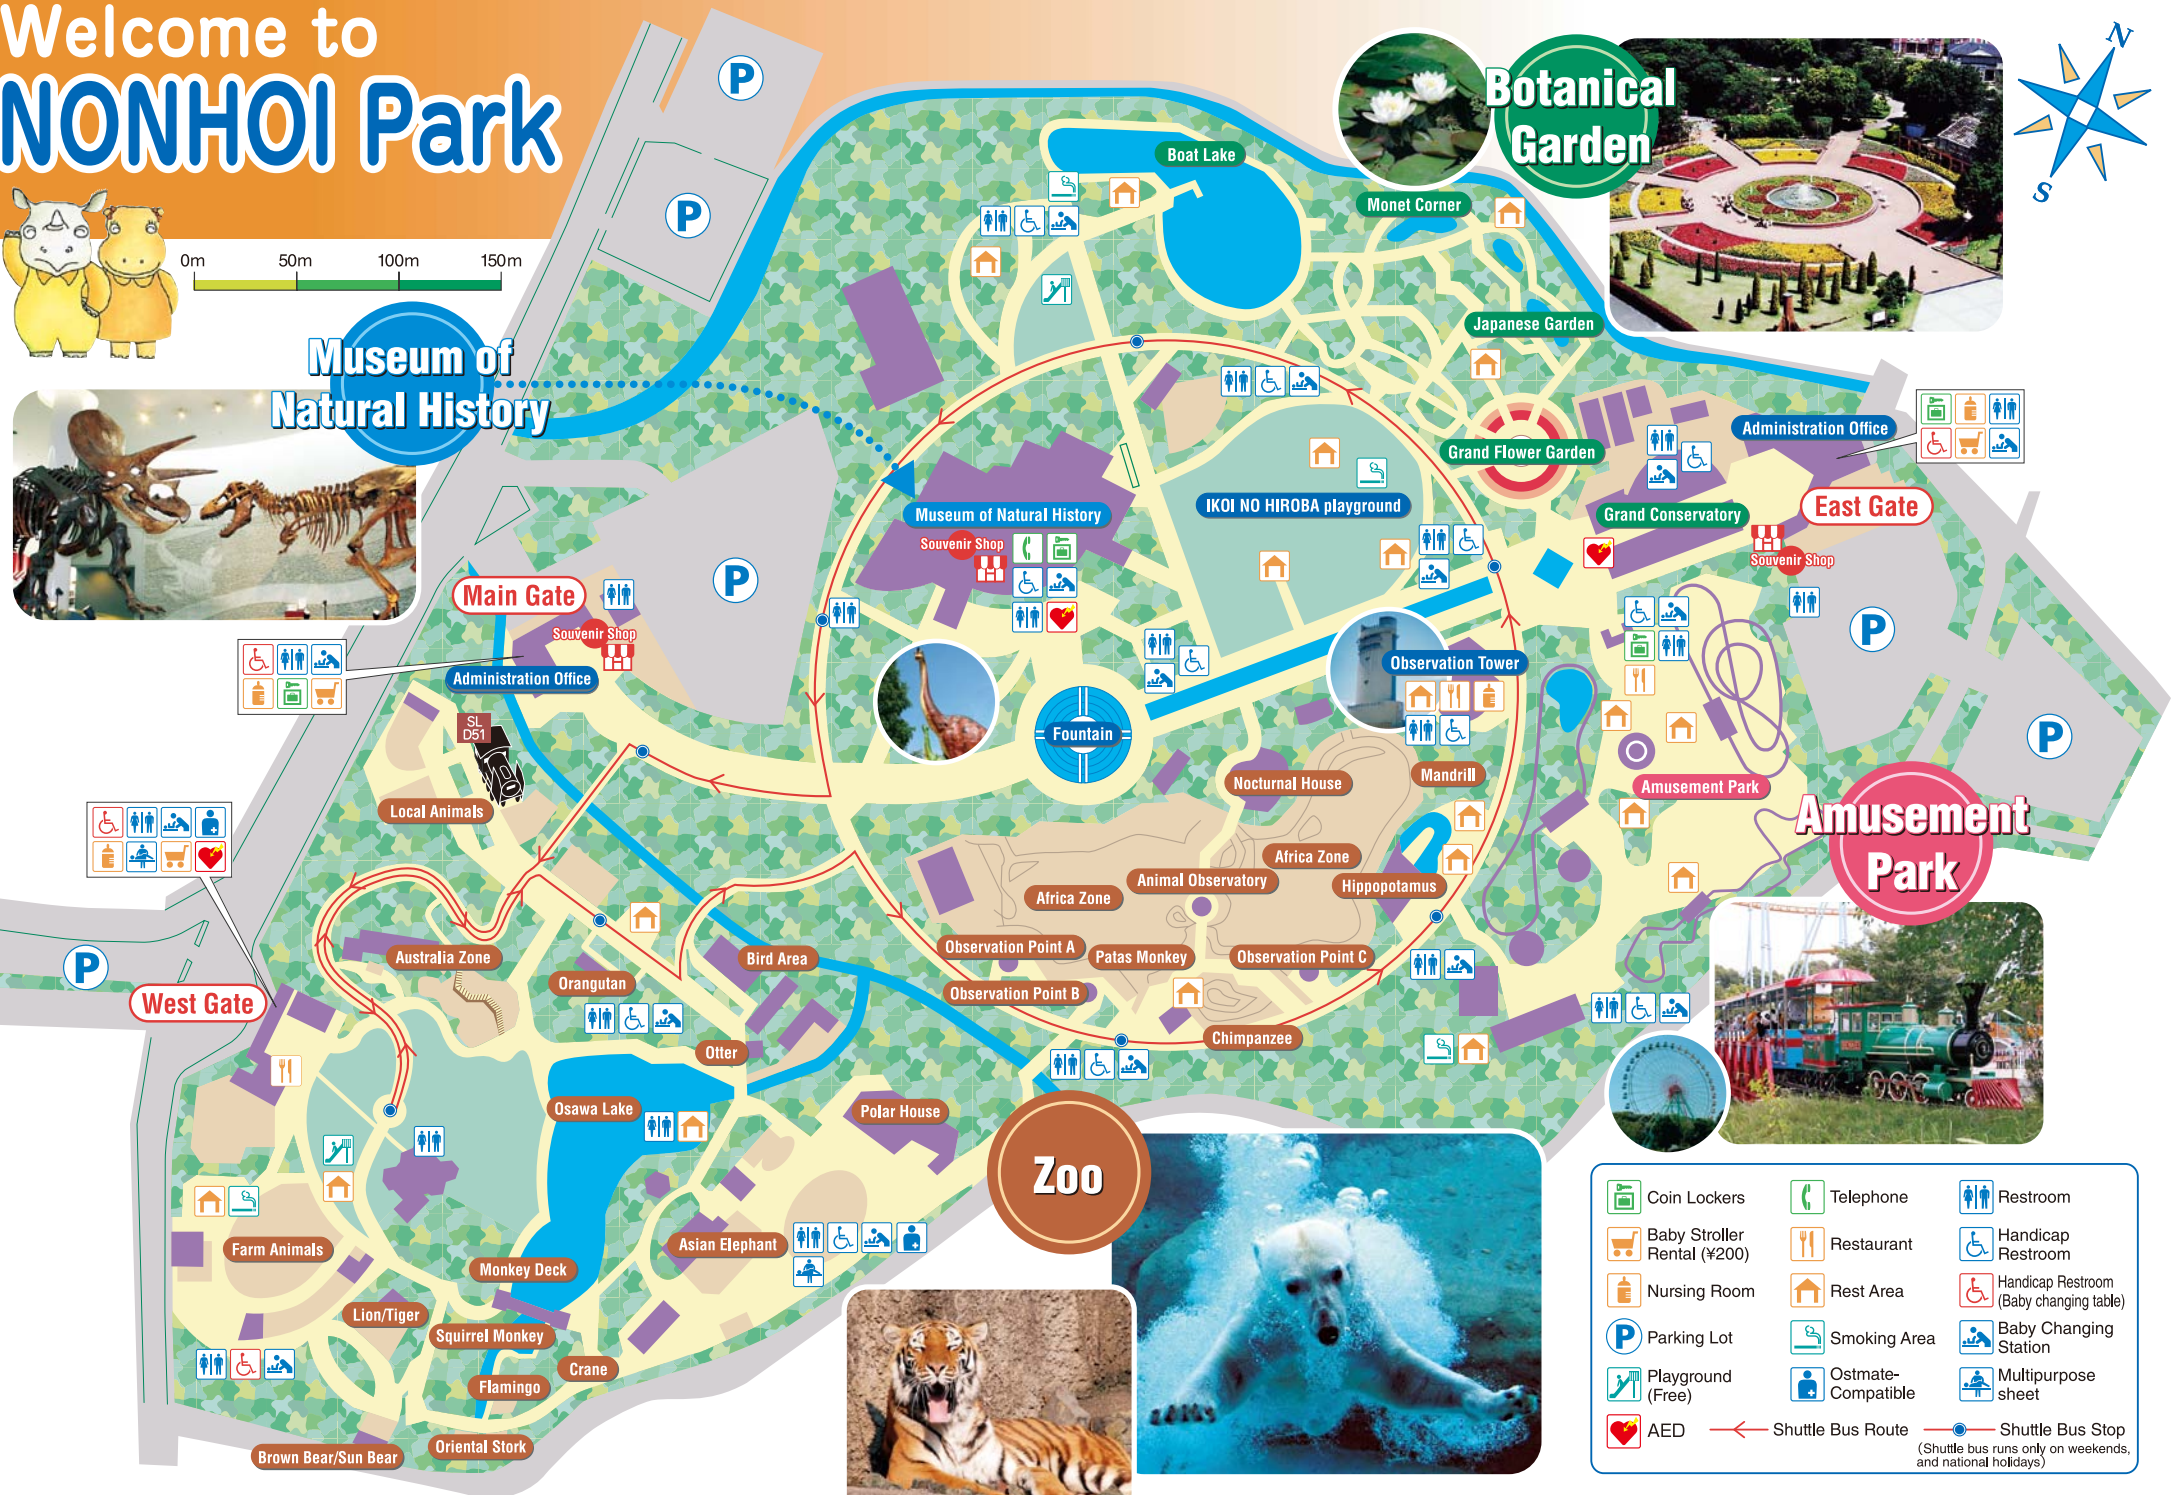 Welcome to
NONHOI Park
0m 50m 100m 150m
Museum of
Natural History
Botanical
Garden
N
S
Boat Lake
Monet Corner
Japanese Garden
Grand Flower Garden
Administration Office
East Gate
Grand Conservatory
Souvenir Shop
IKOI NO HIROBA playground
Museum of Natural History
Souvenir Shop
P
P
P
P
P
P
Main Gate
Souvenir Shop
Administration Office
SL
D51
Local Animals
Fountain
Observation Tower
Nocturnal House
Mandrill
Amusement Park
Amusement
Park
Africa Zone
Animal Observatory
Africa Zone
Hippopotamus
Observation Point A
Patas Monkey
Observation Point C
Observation Point B
Chimpanzee
West Gate
Australia Zone
Orangutan
Bird Area
Otter
Osawa Lake
Polar House
Zoo
Farm Animals
Asian Elephant
Monkey Deck
Lion/Tiger
Squirrel Monkey
Crane
Flamingo
Oriental Stork
Brown Bear/Sun Bear
Coin Lockers
Telephone
Restroom
Baby Stroller
Rental (¥200)
Restaurant
Handicap
Restroom
Nursing Room
Rest Area
Handicap Restroom
(Baby changing table)
P Parking Lot
Smoking Area
Baby Changing
Station
Playground
(Free)
Ostmate-
Compatible
Multipurpose
sheet
AED
Shuttle Bus Route
Shuttle Bus Stop
(Shuttle bus runs only on weekends,
and national holidays)